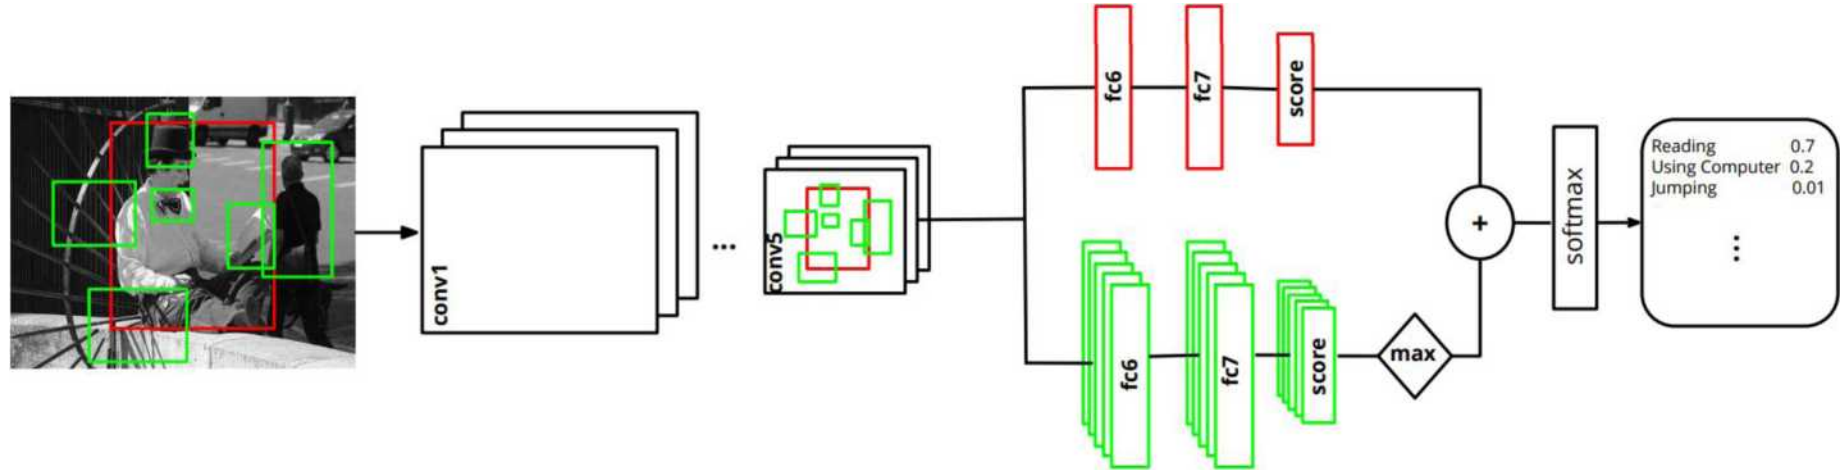 conv1
...
conv5
fc6
fc7
score
fc6
fc7
score
max
+
softmax
Reading 0.7
Using Computer 0.2
Jumping 0.01
⋮